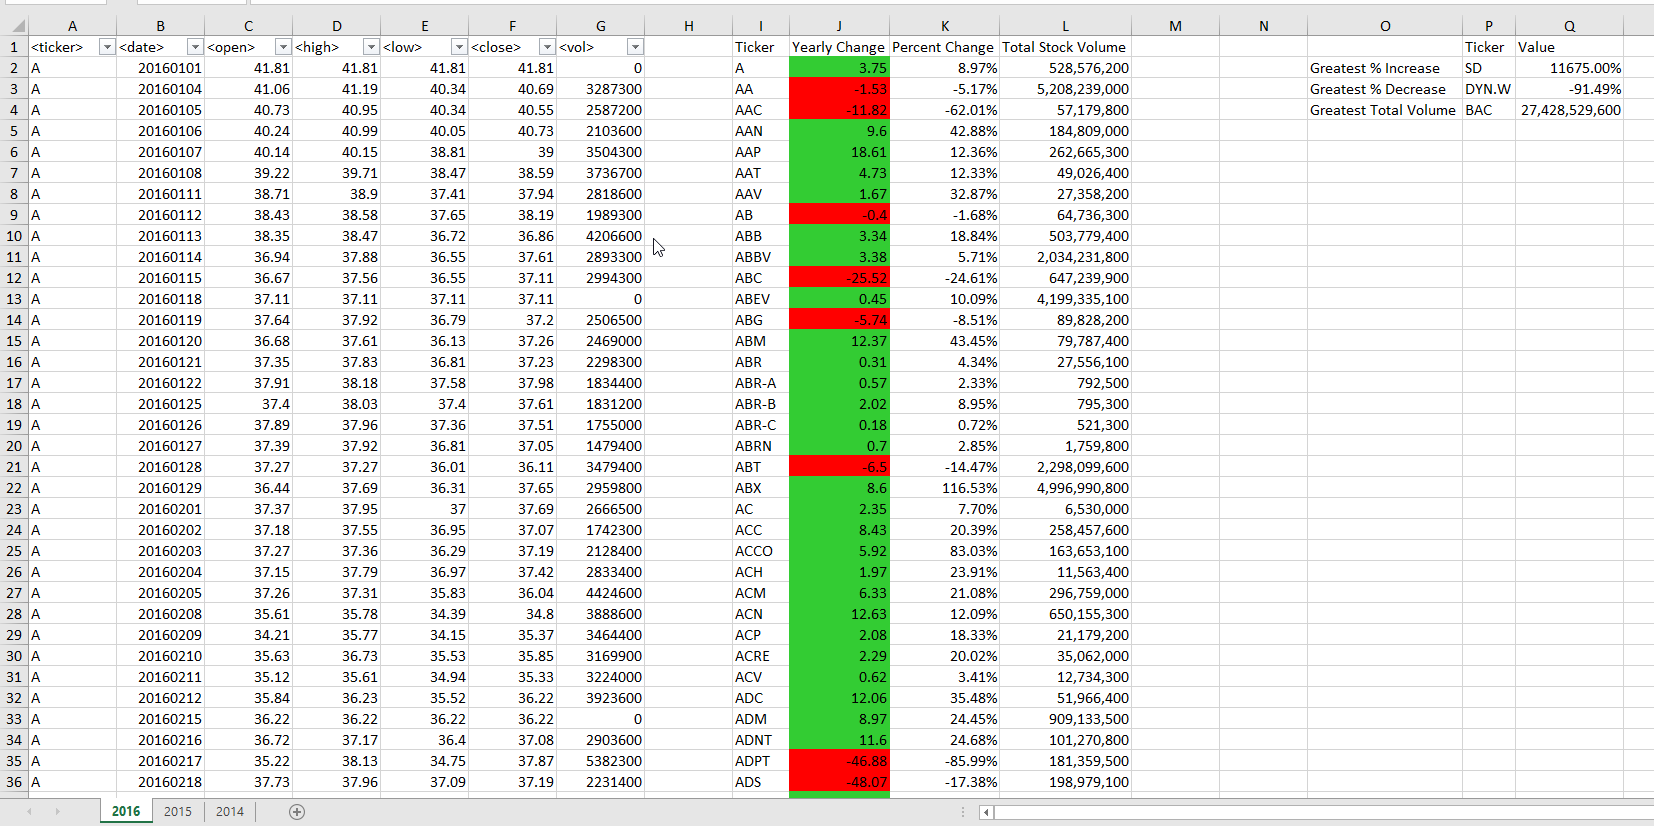 A B C D E F G H I J K L M N O P Q
1 <ticker> <date> <open> <high> <low> <close> <vol> Ticker Yearly Change Percent Change Total Stock Volume Ticker Value
2 A 20160101 41.81 41.81 41.81 41.81 0 A 3.75 8.97% 528,576,200 Greatest % Increase SD 11675.00%
3 A 20160104 41.06 41.19 40.34 40.69 3287300 AA -1.53 -5.17% 5,208,239,000 Greatest % Decrease DYN.W -91.49%
4 A 20160105 40.73 40.95 40.34 40.55 2587200 AAC -11.82 -62.01% 57,179,800 Greatest Total Volume BAC 27,428,529,600
5 A 20160106 40.24 40.99 40.05 40.73 2103600 AAN 9.6 42.88% 184,809,000
6 A 20160107 40.14 40.15 38.81 39 3504300 AAP 18.61 12.36% 262,665,300
7 A 20160108 39.22 39.71 38.47 38.59 3736700 AAT 4.73 12.33% 49,026,400
8 A 20160111 38.71 38.9 37.41 37.94 2818600 AAV 1.67 32.87% 27,358,200
9 A 20160112 38.43 38.58 37.65 38.19 1989300 AB -0.4 -1.68% 64,736,300
10 A 20160113 38.35 38.47 36.72 36.86 4206600 ABB 3.34 18.84% 503,779,400
11 A 20160114 36.94 37.88 36.55 37.61 2893300 ABBV 3.38 5.71% 2,034,231,800
12 A 20160115 36.67 37.56 36.55 37.11 2994300 ABC -25.52 -24.61% 647,239,900
13 A 20160118 37.11 37.11 37.11 37.11 0 ABEV 0.45 10.09% 4,199,335,100
14 A 20160119 37.64 37.92 36.79 37.2 2506500 ABG -5.74 -8.51% 89,828,200
15 A 20160120 36.68 37.61 36.13 37.26 2469000 ABM 12.37 43.45% 79,787,400
16 A 20160121 37.35 37.83 36.81 37.23 2298300 ABR 0.31 4.34% 27,556,100
17 A 20160122 37.91 38.18 37.58 37.98 1834400 ABR-A 0.57 2.33% 792,500
18 A 20160125 37.4 38.03 37.4 37.61 1831200 ABR-B 2.02 8.95% 795,300
19 A 20160126 37.89 37.96 37.36 37.51 1755000 ABR-C 0.18 0.72% 521,300
20 A 20160127 37.39 37.92 36.81 37.05 1479400 ABRN 0.7 2.85% 1,759,800
21 A 20160128 37.27 37.27 36.01 36.11 3479400 ABT -6.5 -14.47% 2,298,099,600
22 A 20160129 36.44 37.69 36.31 37.65 2959800 ABX 8.6 116.53% 4,996,990,800
23 A 20160201 37.37 37.95 37 37.69 2666500 AC 2.35 7.70% 6,530,000
24 A 20160202 37.18 37.55 36.95 37.07 1742300 ACC 8.43 20.39% 258,457,600
25 A 20160203 37.27 37.36 36.29 37.19 2128400 ACCO 5.92 83.03% 163,653,100
26 A 20160204 37.15 37.79 36.97 37.42 2833400 ACH 1.97 23.91% 11,563,400
27 A 20160205 37.26 37.31 35.83 36.04 4424600 ACM 6.33 21.08% 296,759,000
28 A 20160208 35.61 35.78 34.39 34.8 3888600 ACN 12.63 12.09% 650,155,300
29 A 20160209 34.21 35.77 34.15 35.37 3464400 ACP 2.08 18.33% 21,179,200
30 A 20160210 35.63 36.73 35.53 35.85 3169900 ACRE 2.29 20.02% 35,062,000
31 A 20160211 35.12 35.61 34.94 35.33 3224000 ACV 0.62 3.41% 12,734,300
32 A 20160212 35.84 36.23 35.52 36.22 3923600 ADC 12.06 35.48% 51,966,400
33 A 20160215 36.22 36.22 36.22 36.22 0 ADM 8.97 24.45% 909,133,500
34 A 20160216 36.72 37.17 36.4 37.08 2903600 ADNT 11.6 24.68% 101,270,800
35 A 20160217 35.22 38.13 34.75 37.87 5382300 ADPT -46.88 -85.99% 181,359,500
36 A 20160218 37.73 37.96 37.09 37.19 2231400 ADS -48.07 -17.38% 198,979,100
2016 2015 2014